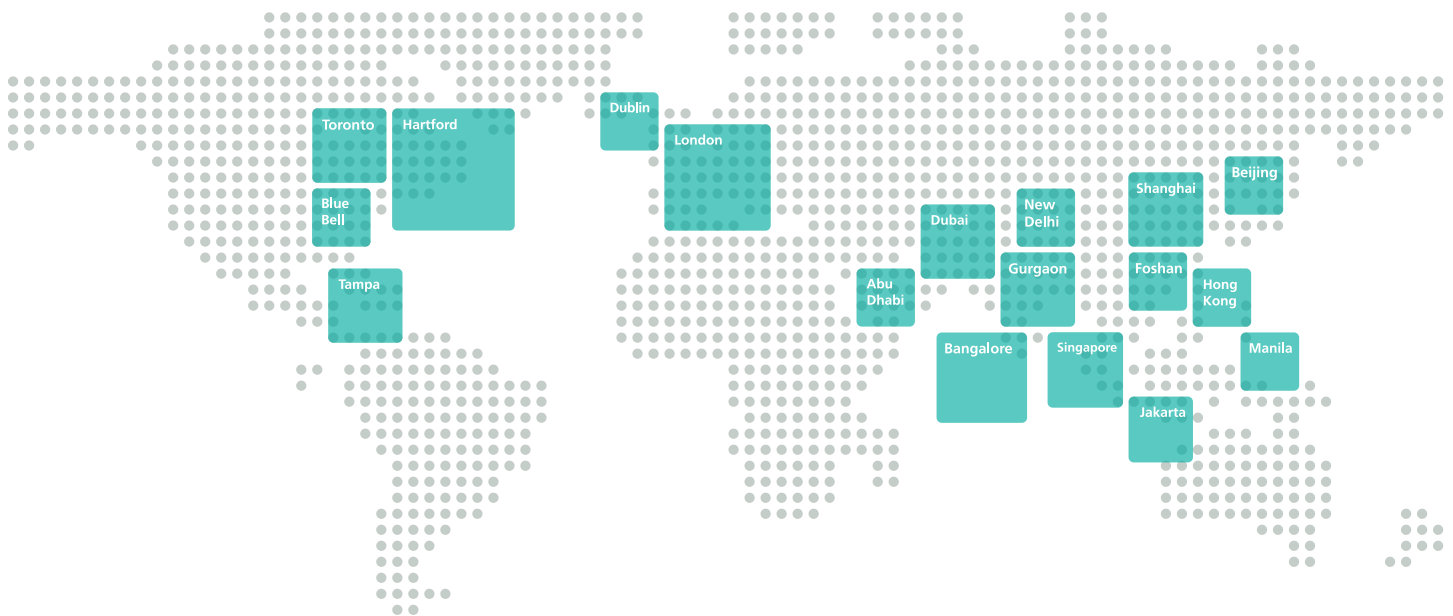 Dublin
Toronto
Hartford
London
Beijing
Shanghai
Blue
Bell
New
Delhi
Dubai
Gurgaon
Foshan
Tampa
Abu
Dhabi
Hong
Kong
Bangalore
Singapore
Manila
Jakarta